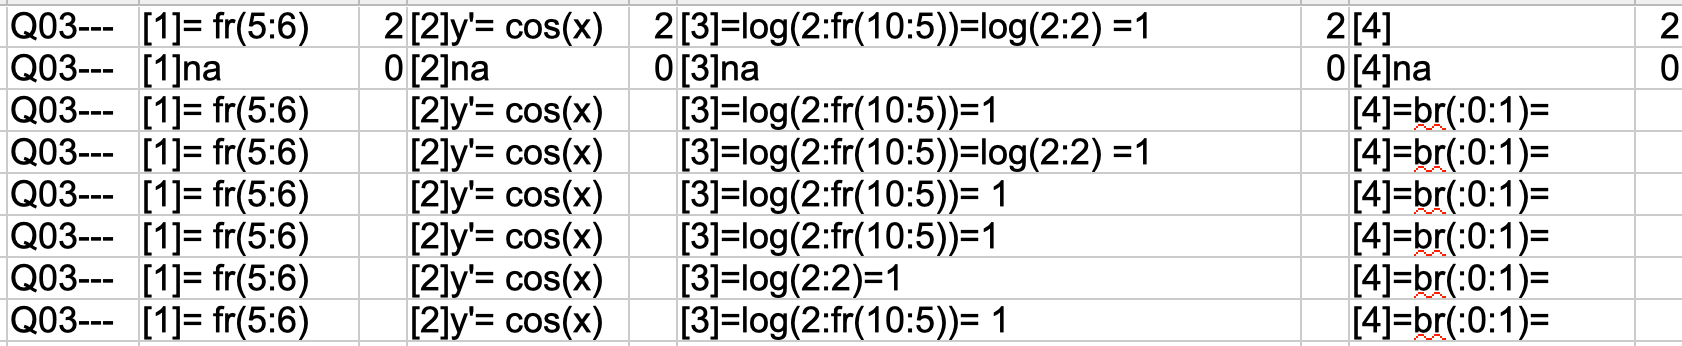 Q03--- [1]= fr(5:6) 2 [2]y'= cos(x) 2 [3]=log(2:fr(10:5))=log(2:2) =1 2 [4] 2
Q03--- [1]na 0 [2]na 0 [3]na 0 [4]na 0
Q03--- [1]= fr(5:6) [2]y'= cos(x) [3]=log(2:fr(10:5))=1 [4]=br(:0:1)=
Q03--- [1]= fr(5:6) [2]y'= cos(x) [3]=log(2:fr(10:5))=log(2:2) =1 [4]=br(:0:1)=
Q03--- [1]= fr(5:6) [2]y'= cos(x) [3]=log(2:fr(10:5))= 1 [4]=br(:0:1)=
Q03--- [1]= fr(5:6) [2]y'= cos(x) [3]=log(2:fr(10:5))=1 [4]=br(:0:1)=
Q03--- [1]= fr(5:6) [2]y'= cos(x) [3]=log(2:2)=1 [4]=br(:0:1)=
Q03--- [1]= fr(5:6) [2]y'= cos(x) [3]=log(2:fr(10:5))= 1 [4]=br(:0:1)=